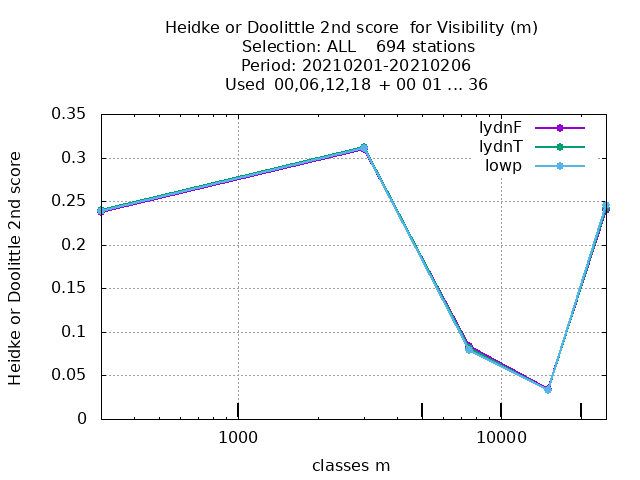 Heidke or Doolittle 2nd score  for Visibility (m)
Selection: ALL    694 stations
Period: 20210201-20210206
Used  00,06,12,18  + 00 01 ... 36
lydnF
lydnT
lowp
0.35
0.3
0.25
0.2
0.15
0.1
0.05
0
Heidke or Doolittle 2nd score
1000
10000
classes m